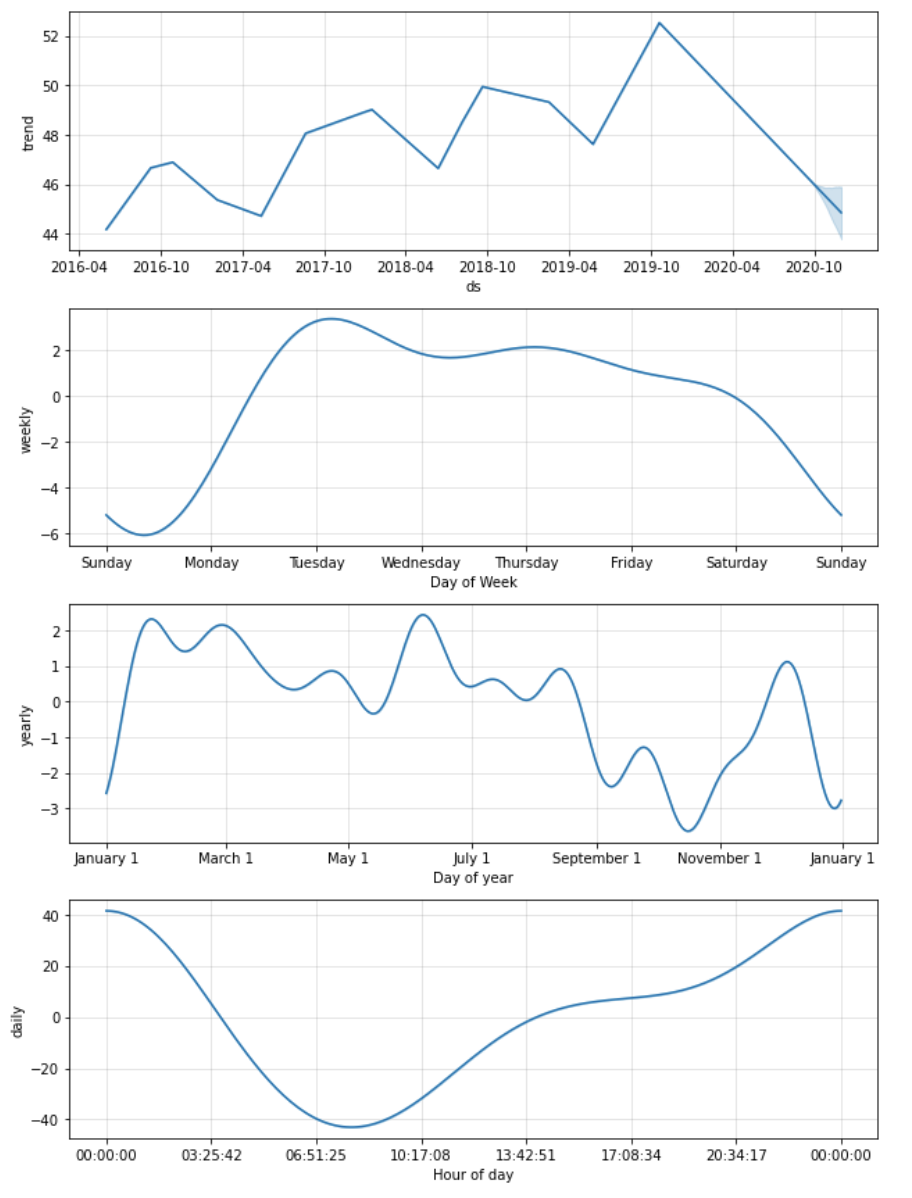 52
50
48
46
44
trend
2016-04 2016-10 2017-04 2017-10 2018-04 2018-10 2019-04 2019-10 2020-04 2020-10
ds
2
0
−2
−4
−6
weekly
Sunday Monday Tuesday Wednesday Thursday Friday Saturday Sunday
Day of Week
2
1
0
−1
−2
−3
yearly
January 1 March 1 May 1 July 1 September 1 November 1 January 1
Day of year
40
20
0
−20
−40
daily
00:00:00 03:25:42 06:51:25 10:17:08 13:42:51 17:08:34 20:34:17 00:00:00
Hour of day